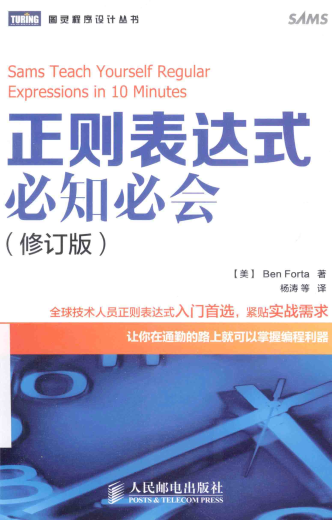 TURING 图灵程序设计丛书
SAMS
Sams Teach Yourself Regular
Expressions in 10 Minutes
正则表达式
必知必会
（修订版）
【美】 Ben Forta 著
杨涛 等 译
全球技术人员正则表达式入门首选，紧贴实战需求
让你在通勤的路上就可以掌握编程利器
人民邮电出版社
POSTS & TELECOM PRESS